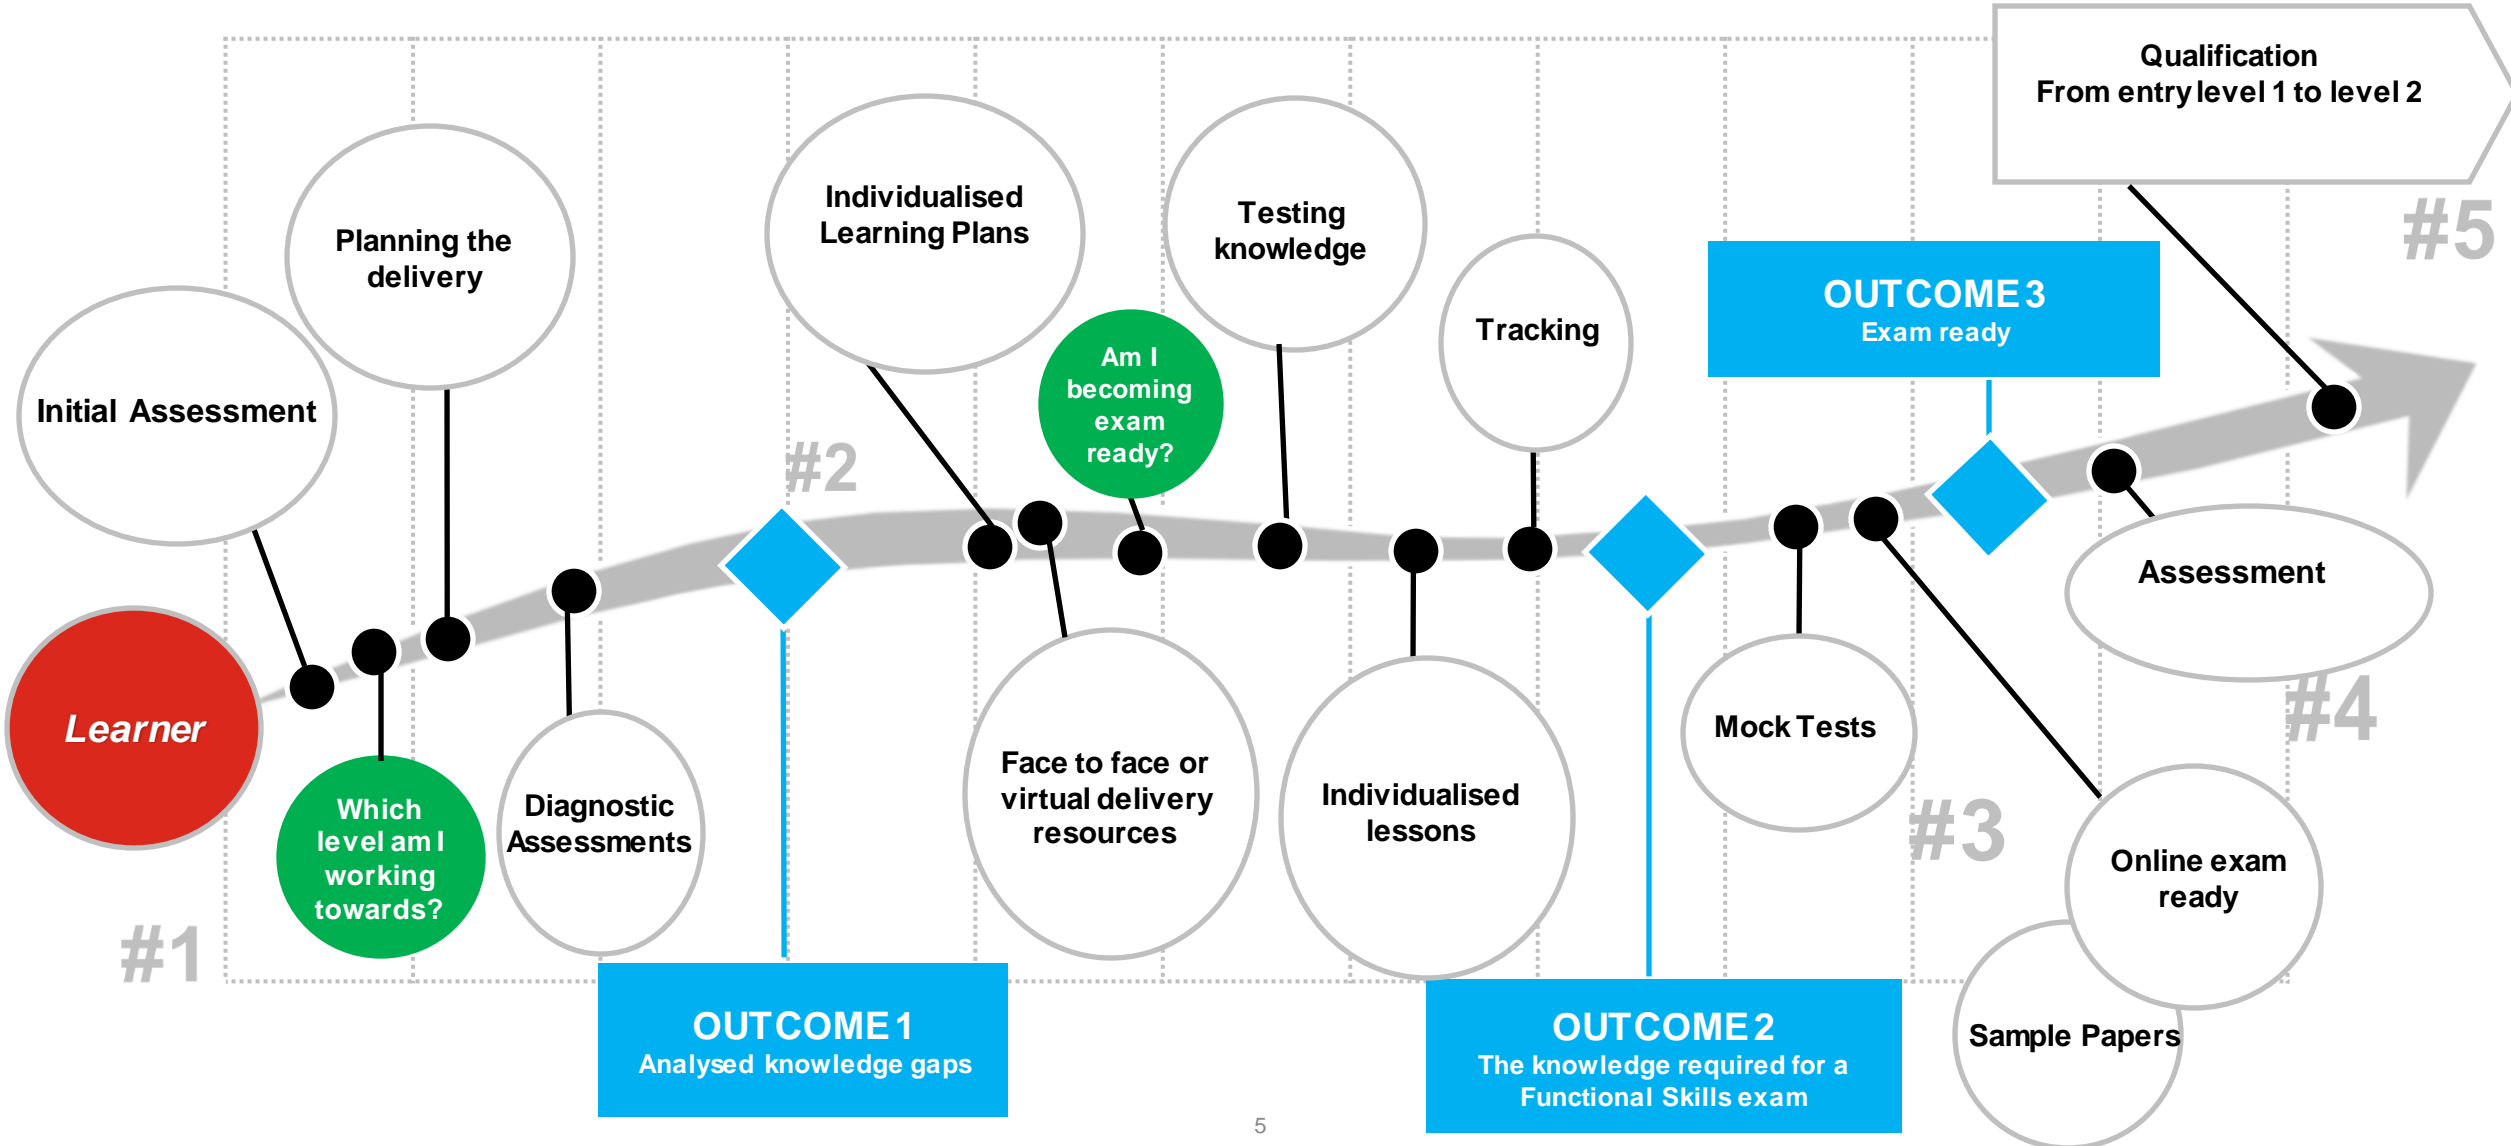 Qualification
From entry level 1 to level 2
#5
Individualised
Learning Plans
Testing
knowledge
Planning the
delivery
OUTCOME 3
Exam ready
Tracking
Am I
becoming
exam
ready?
Initial Assessment
#2
Assessment
Learner
#4
Mock Tests
Face to face or
virtual delivery
resources
Individualised
lessons
Diagnostic
Assessments
Which
level am I
working
towards?
#3
Online exam
ready
#1
OUTCOME 1
Analysed knowledge gaps
OUTCOME 2
The knowledge required for a
Functional Skills exam
Sample Papers
5